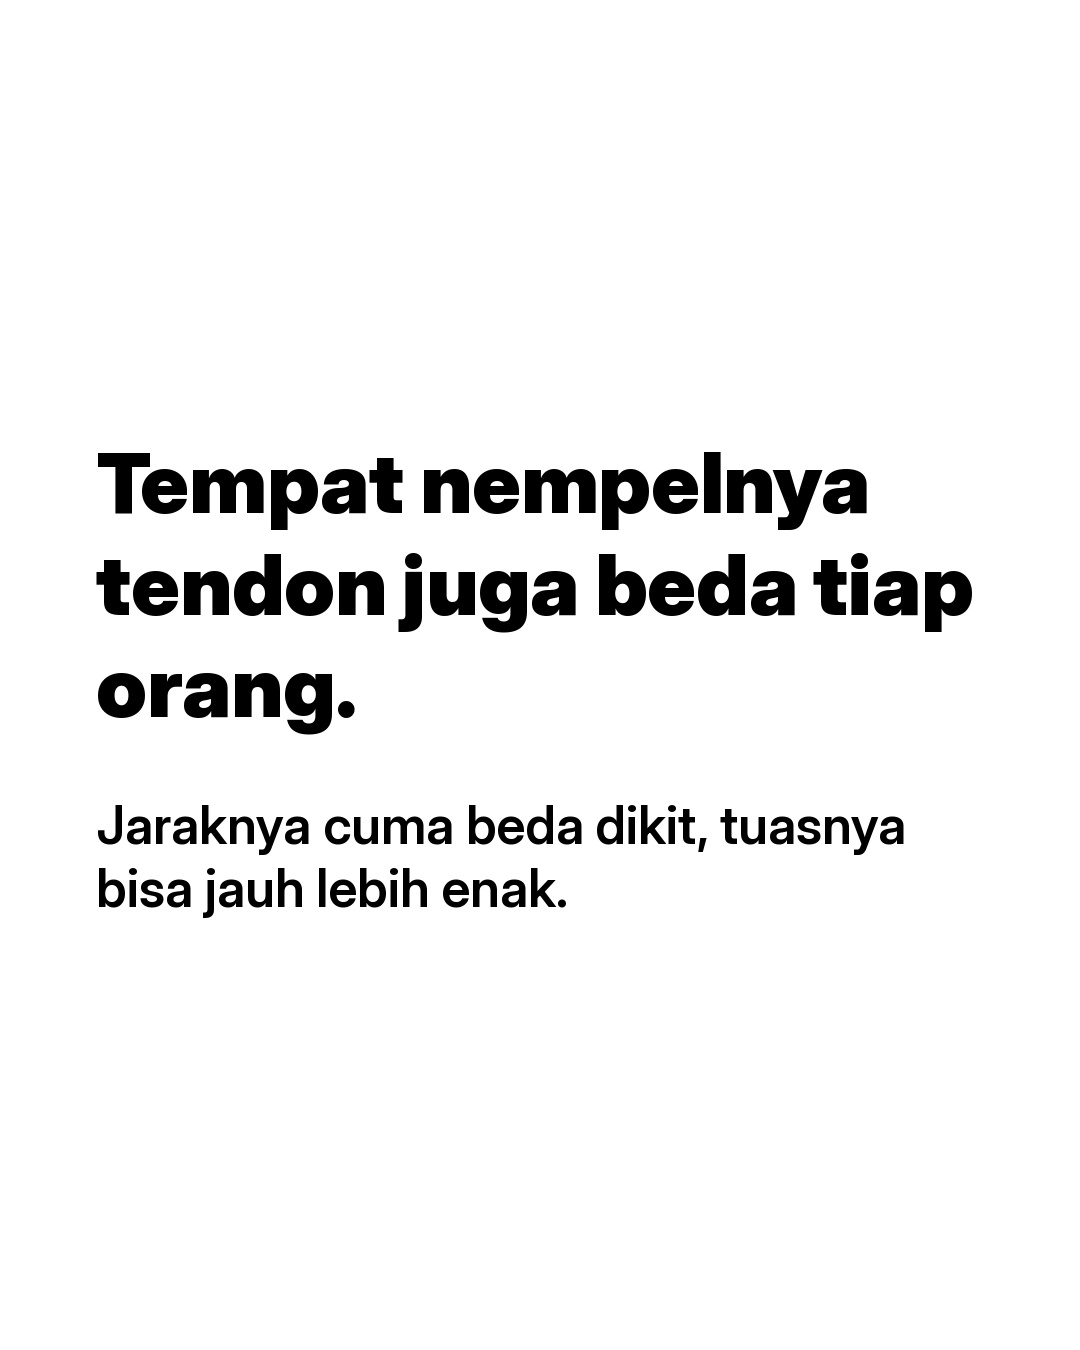 Tempat nempelnya
tendon juga beda tiap
orang.
Jaraknya cuma beda dikit, tuasnya
bisa jauh lebih enak.